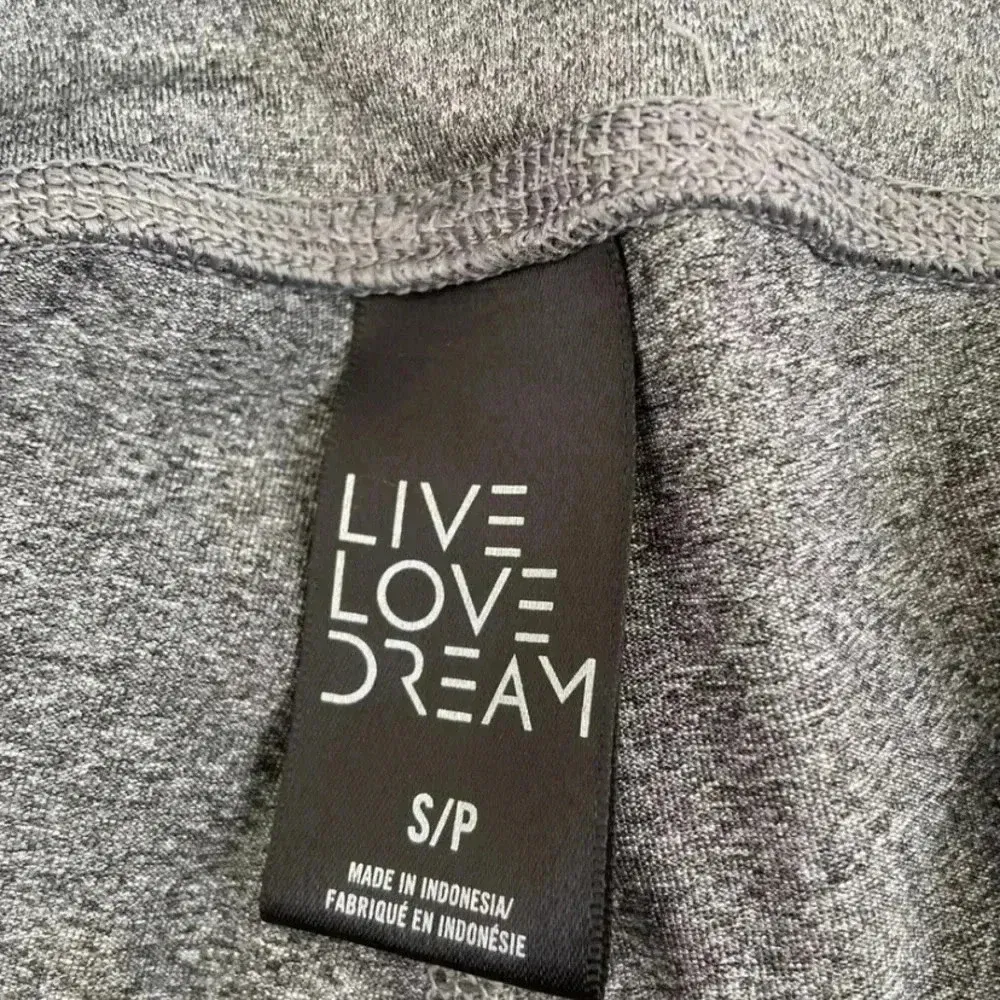 LIVE
LOVE
DREAM
S/P
MADE IN INDONESIA/
FABRIQUÉ EN INDONÉSIE